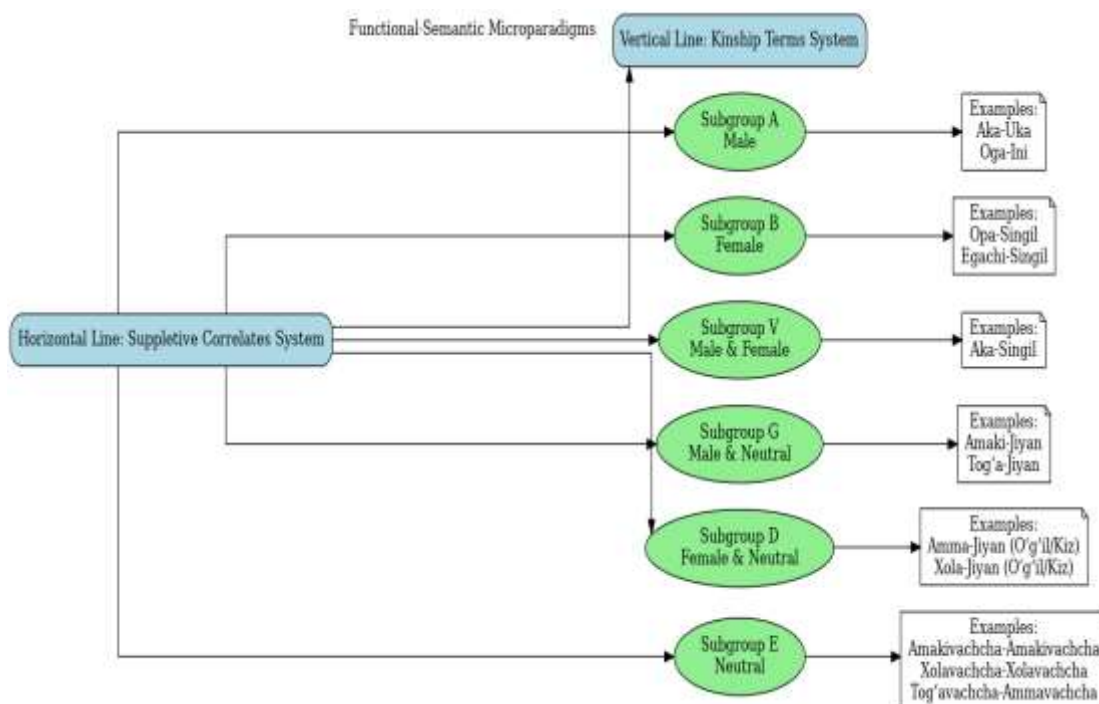 Functional-Semantic Microparadigms
Vertical Line: Kinship Terms System
Subgroup A
Male
Examples:
Aka-Uka
Oga-Ini
Subgroup B
Female
Examples:
Opa-Singil
Egachi-Singil
Horizontal Line: Suppletive Correlates System
Subgroup V
Male & Female
Examples:
Aka-Singil
Subgroup G
Male & Neutral
Examples:
Amaki-Jiyan
Tog‘a-Jiyan
Subgroup D
Female & Neutral
Examples:
Amma-Jiyan (O‘g‘il/Kiz)
Xola-Jiyan (O‘g‘il/Kiz)
Subgroup E
Neutral
Examples:
Amakivachcha-Amakivachcha
Xolavachcha-Xolavachcha
Tog‘avachcha-Ammavachcha